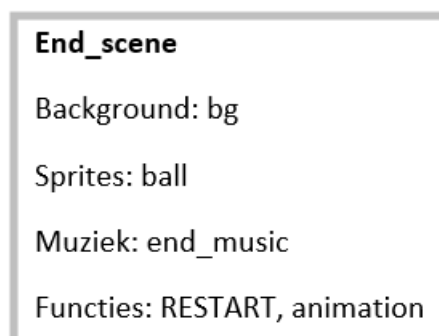 End_scene
Background: bg
Sprites: ball
Muziek: end_music
Functies: RESTART, animation